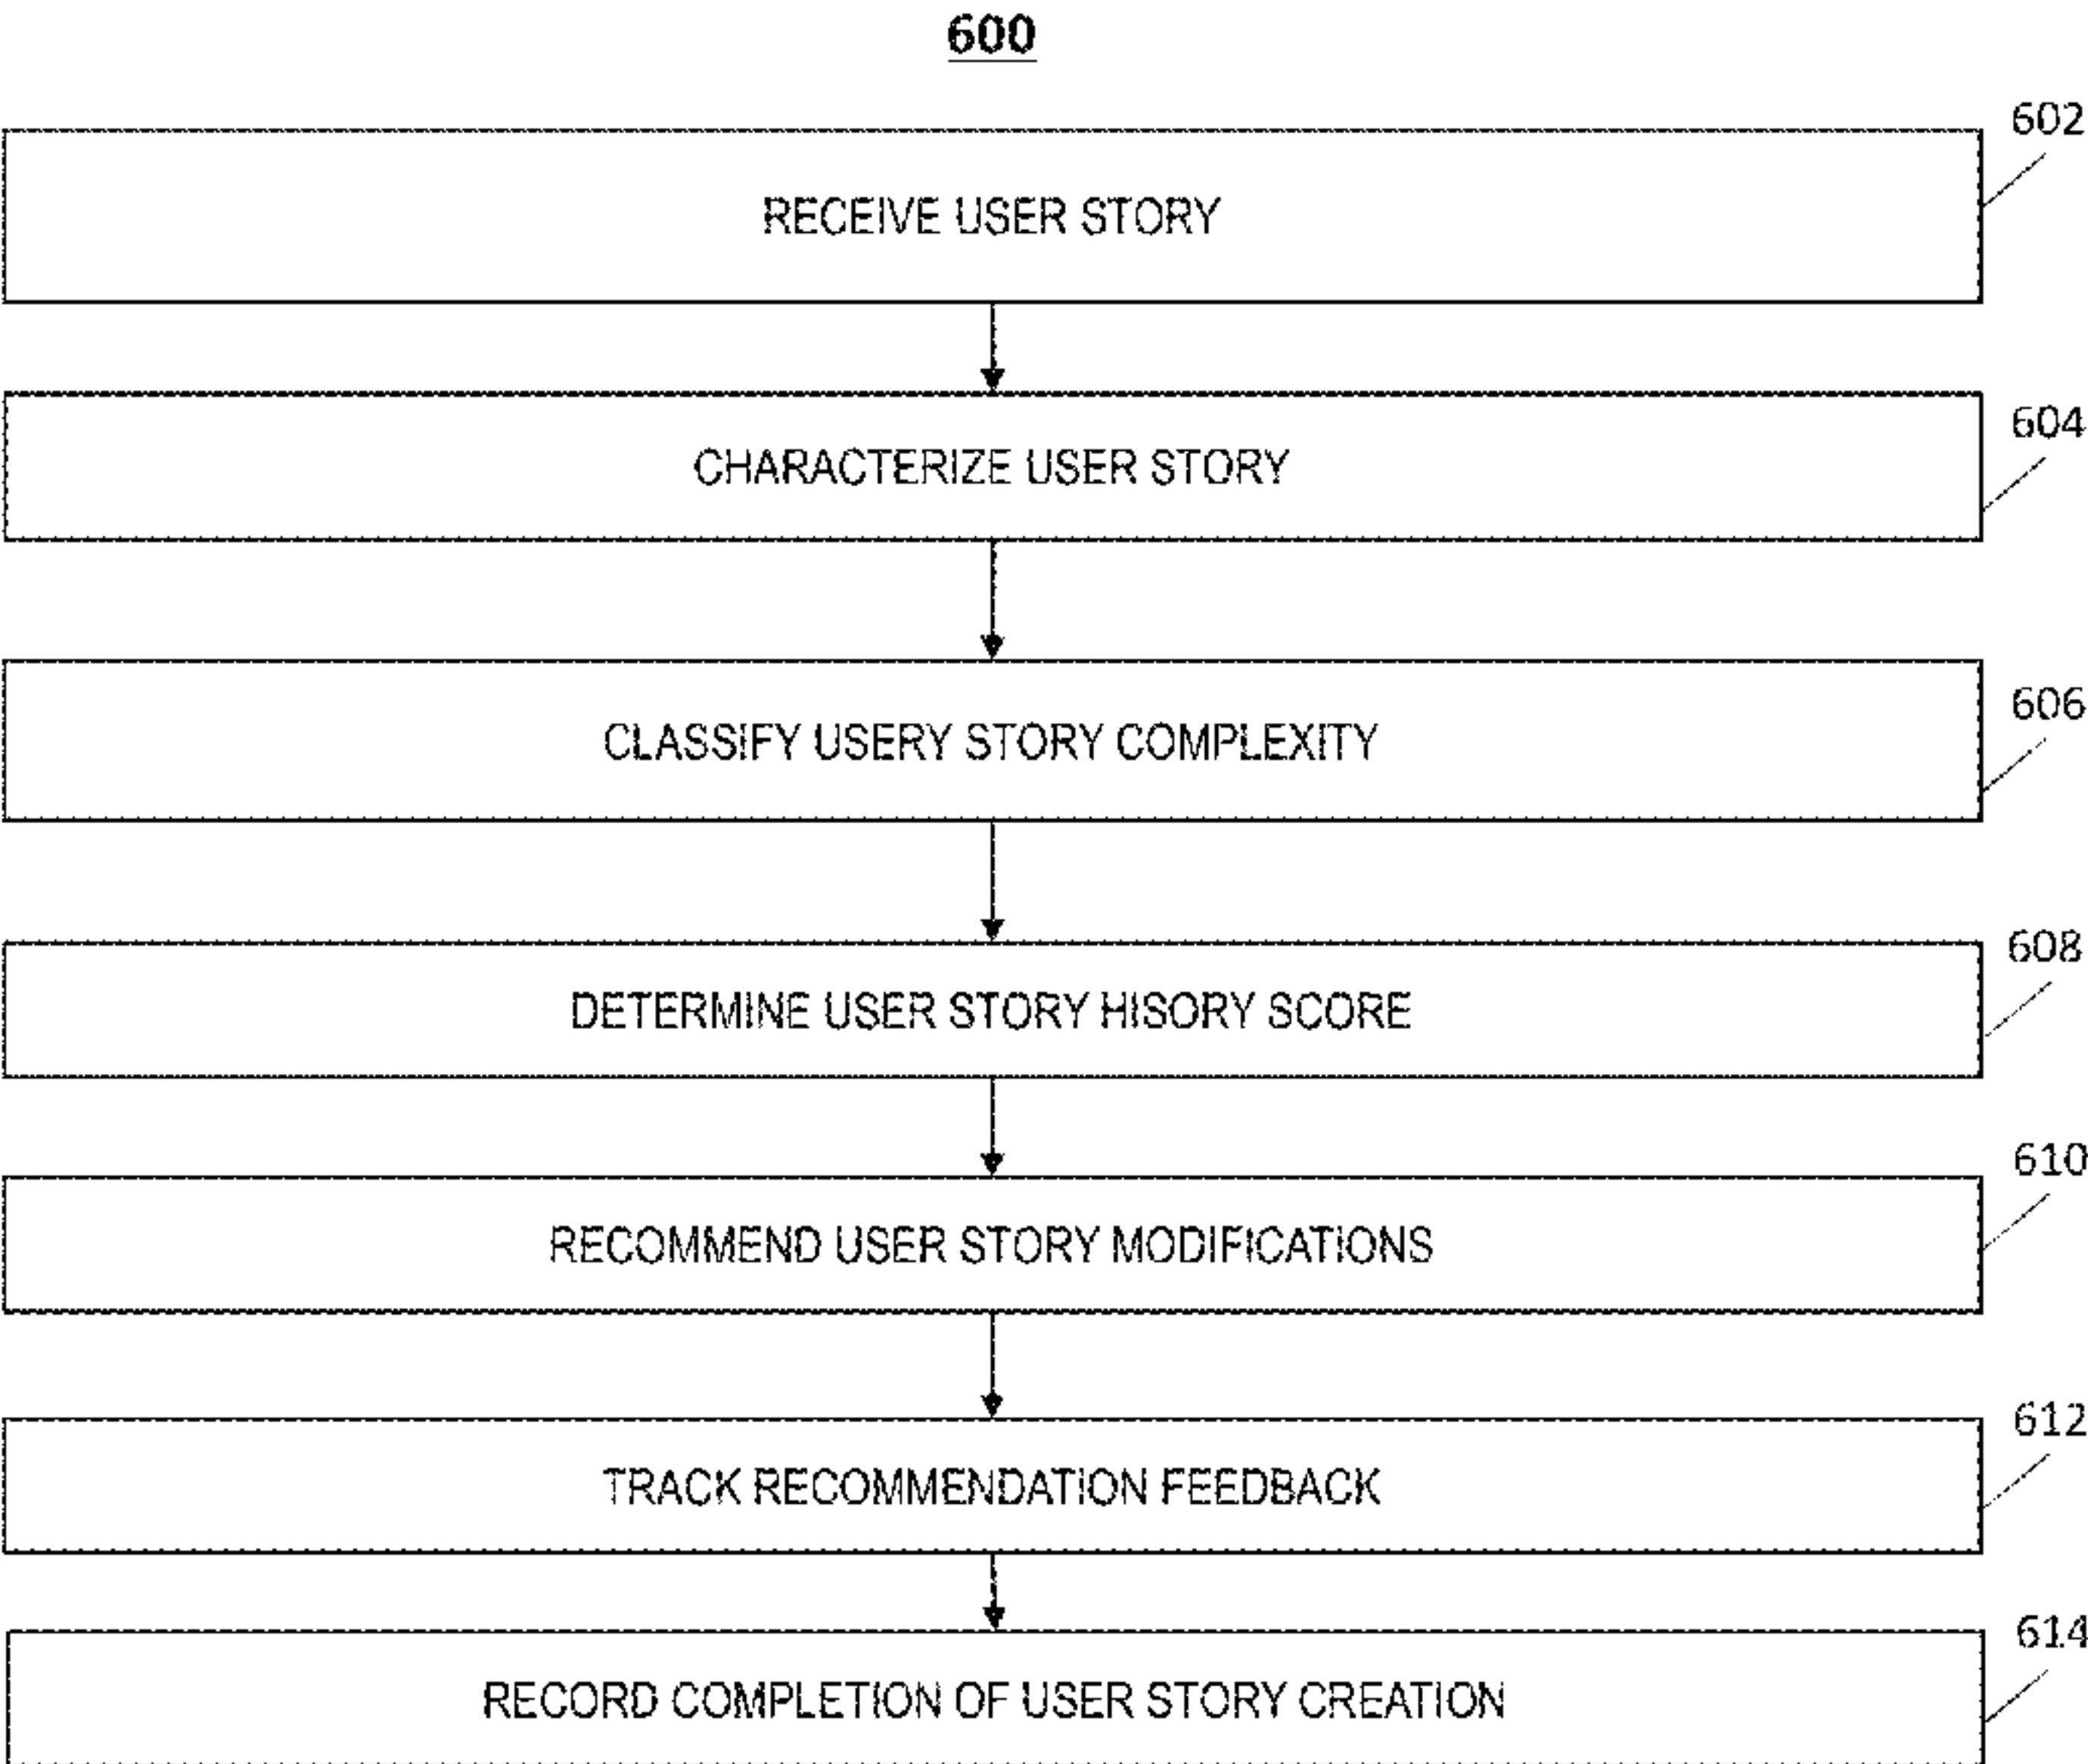 600
602
RECEIVE USER STORY
604
CHARACTERIZE USER STORY
606
CLASSIFY USERY STORY COMPLEXITY
608
DETERMINE USER STORY HISORY SCORE
610
RECOMMEND USER STORY MODIFICATIONS
612
TRACK RECOMMENDATION FEEDBACK
614
RECORD COMPLETION OF USER STORY CREATION